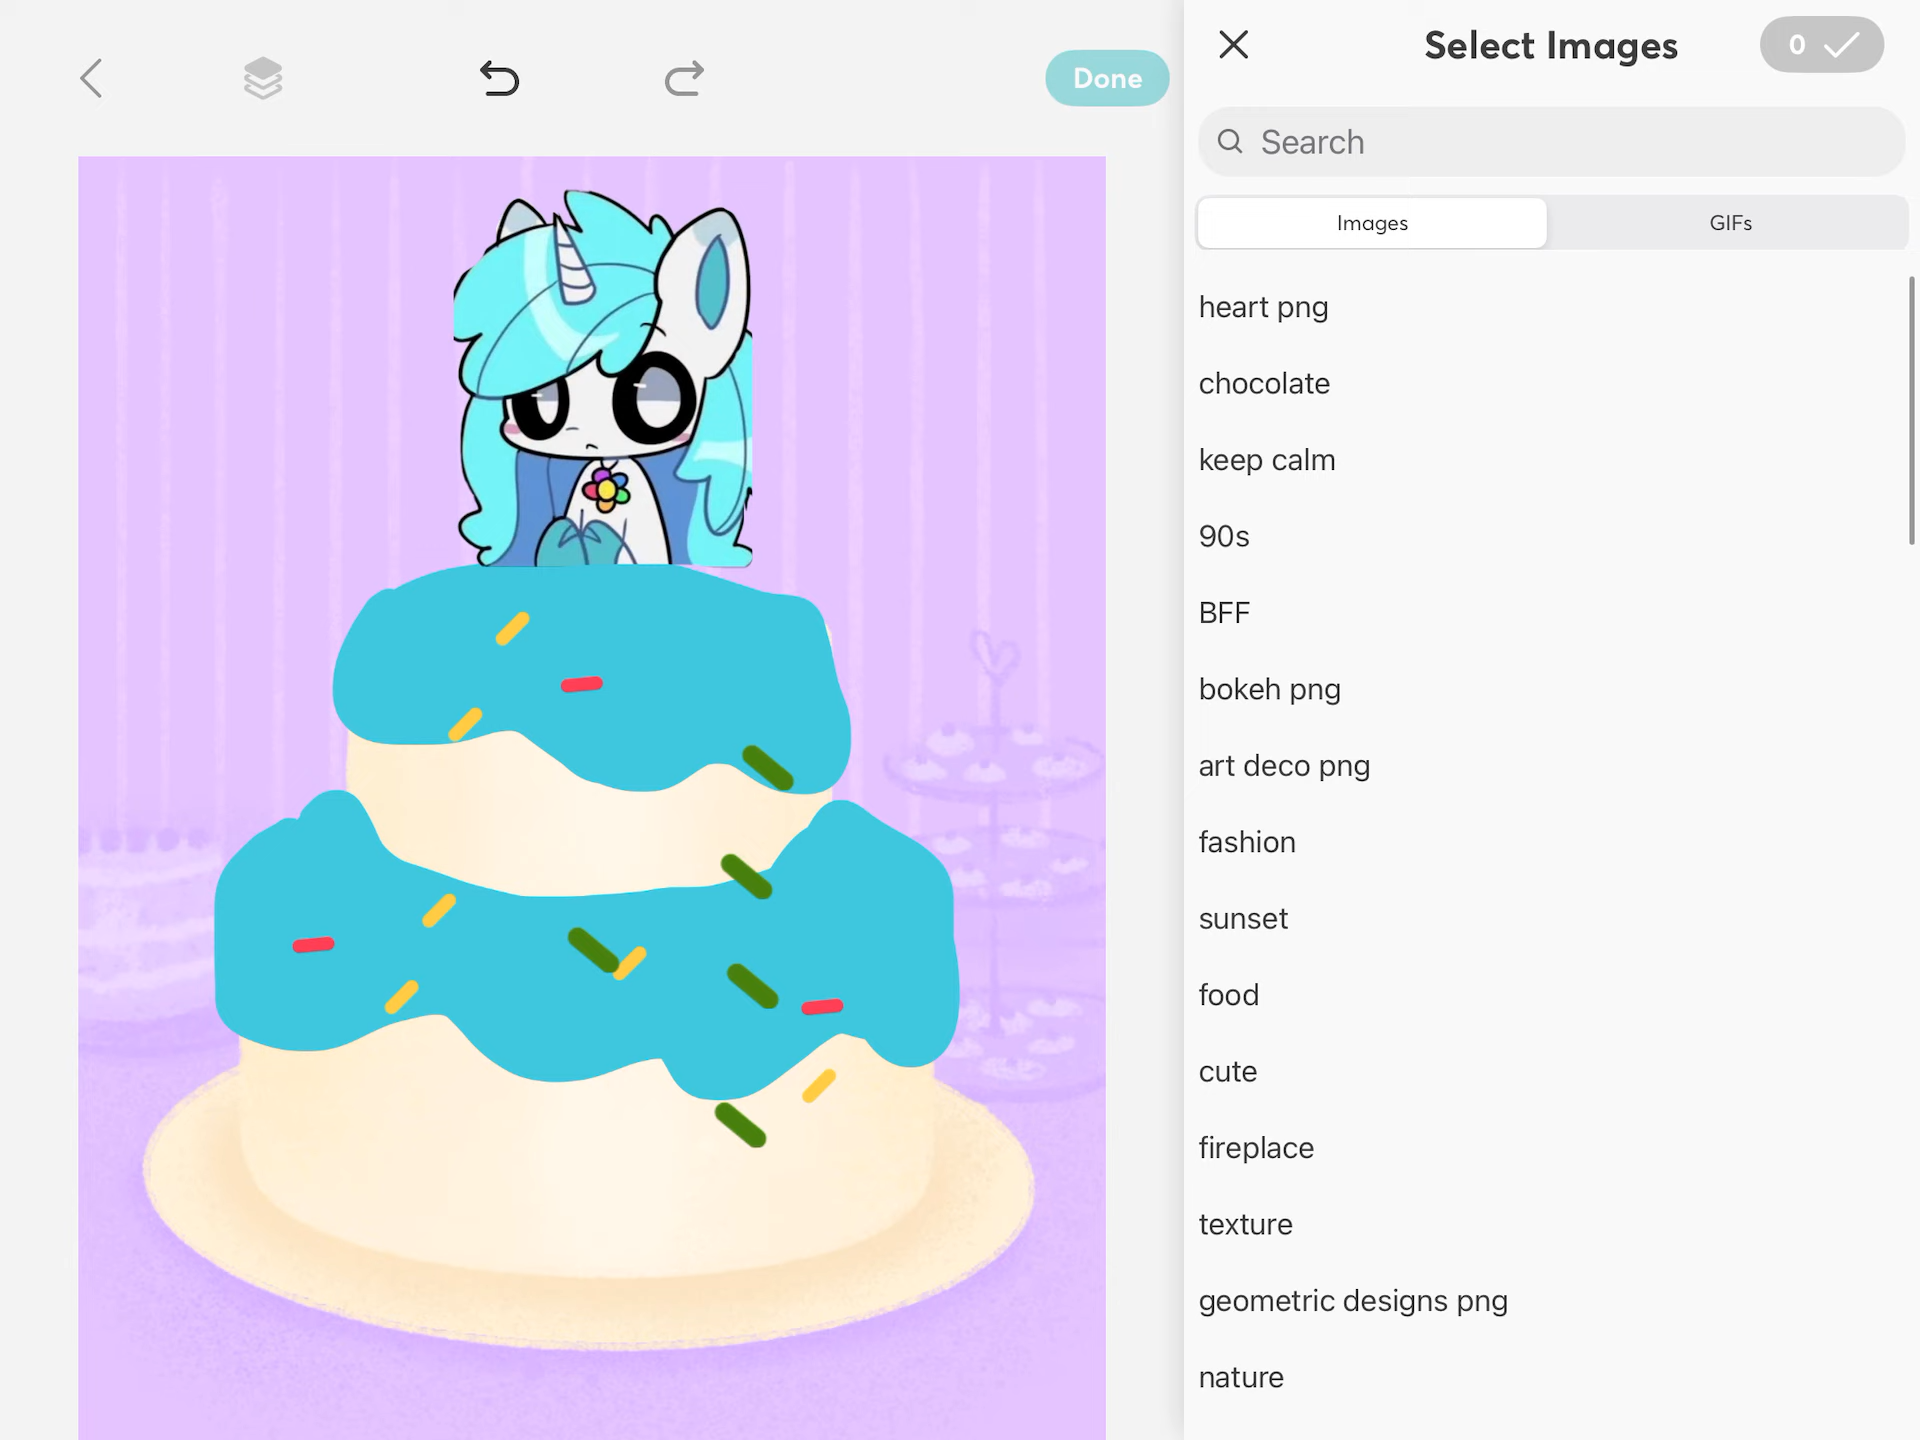 Done
Select Images
0
Search
Images
GIFs
heart png
chocolate
keep calm
90s
BFF
bokeh png
art deco png
fashion
sunset
food
cute
fireplace
texture
geometric designs png
nature